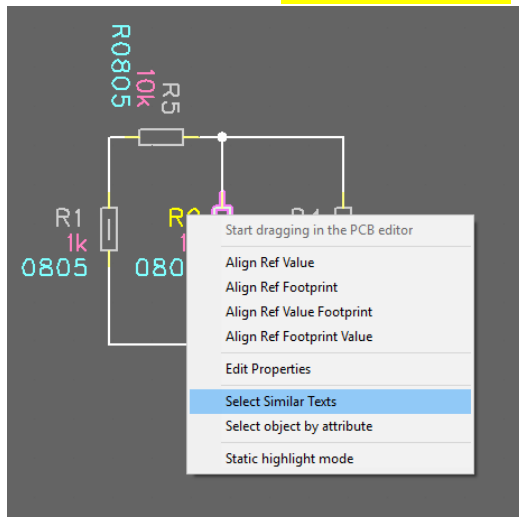 R0805
10k
R5
R1
1k
0805
Start dragging in the PCB editor
Align Ref Value
Align Ref Footprint
Align Ref Value Footprint
Align Ref Footprint Value
Edit Properties
Select Similar Texts
Select object by attribute
Static highlight mode